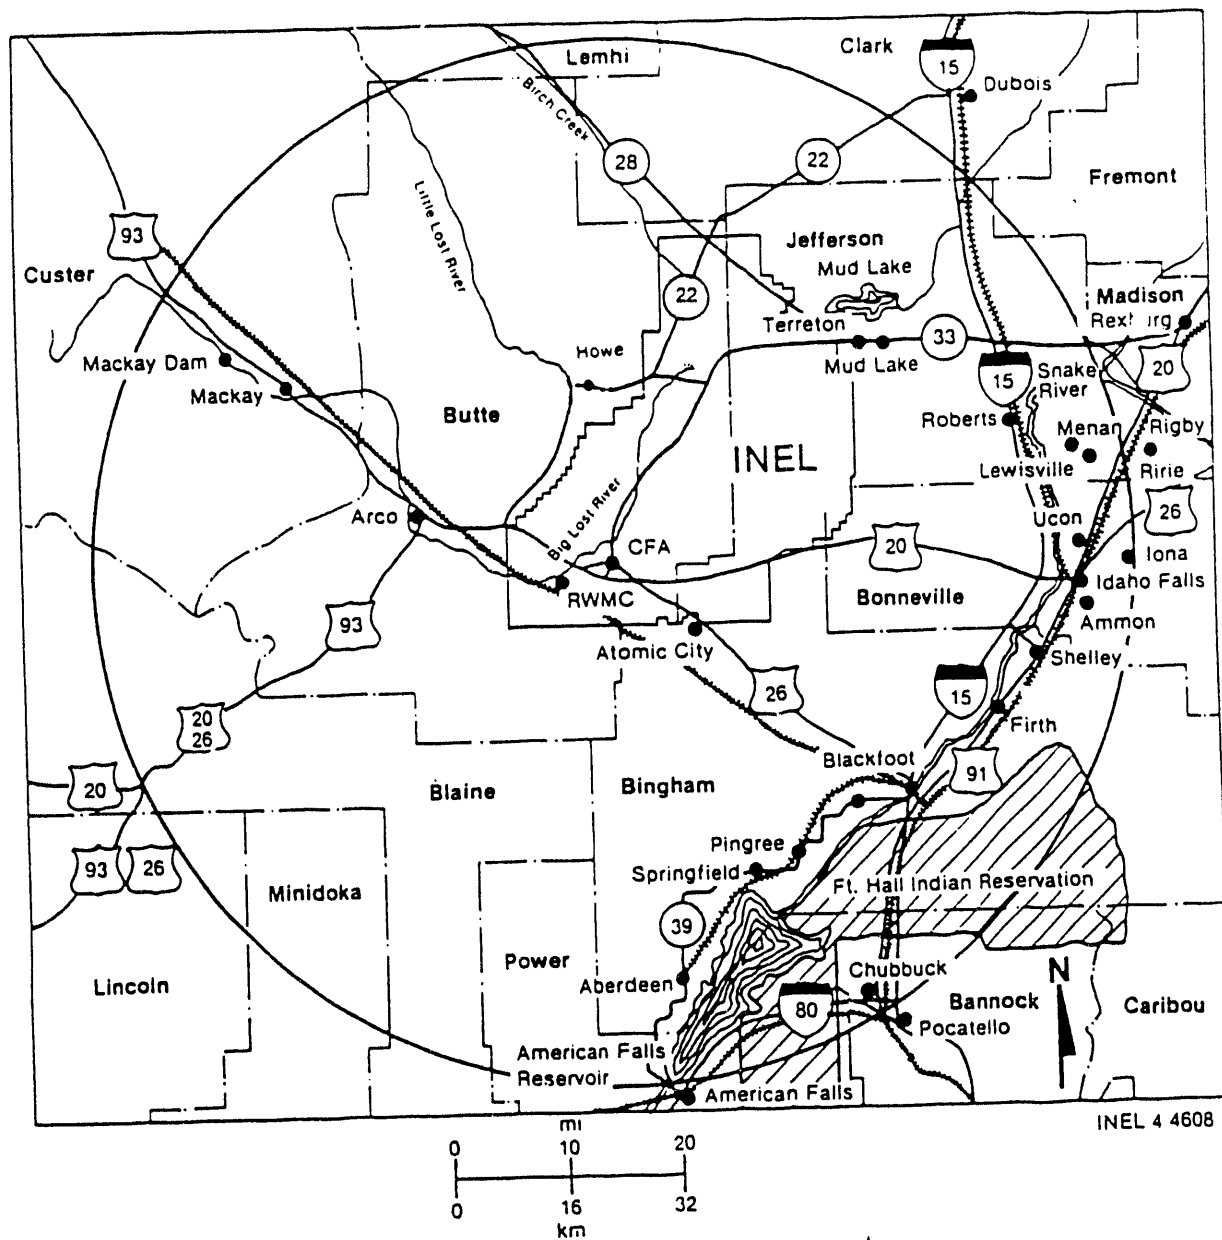 Lemhi
Clark
15
Dubois
Birch Creek
28
22
Fremont
Little Lost River
93
Custer
Jefferson
Mud Lake
22
Madison
Terreton
33
Mackay Dam
Howe
Mud Lake
15
Snake
River
20
Mackay
Butte
Roberts
Menan
Rigby
INEL
Lewisville
Ririe
Arco
Big Lost River
Ucon
26
CFA
20
Iona
Idaho Falls
RWMC
Bonneville
Ammon
93
Atomic City
Shelley
20
26
26
15
Firth
Blackfoot
91
20
Blaine
Bingham
Pingree
93
26
Springfield
Minidoka
Ft. Hall Indian Reservation
39
Power
Lincoln
Aberdeen
Chubbuck
N
80
Bannock
Caribou
Pocatello
American Falls
Reservoir
American Falls
INEL 4 4608
mi
0 10 20
0 16 32
km